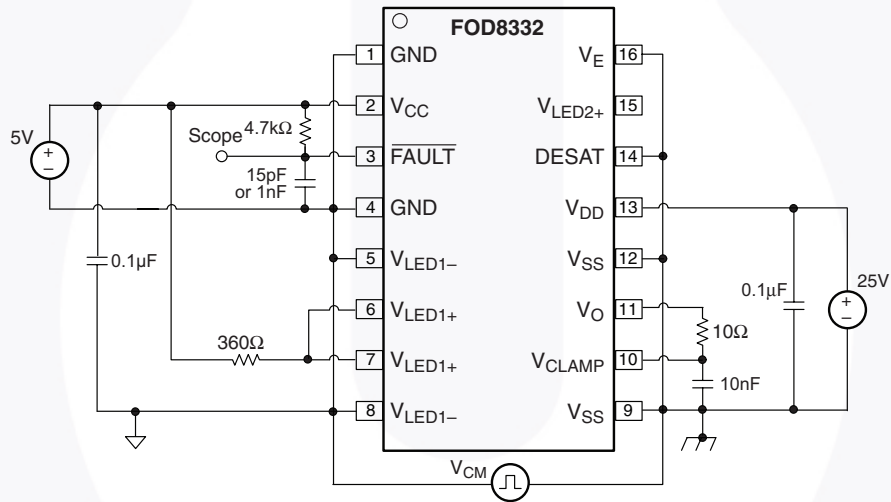 FOD8332
1 GND
2 VCC
3 FAULT
4 GND
5 VLED1–
6 VLED1+
7 VLED1+
8 VLED1–
VE 16
VLED2+ 15
DESAT 14
VDD 13
VSS 12
VO 11
VCLAMP 10
VSS 9
5V
+
–
Scope
4.7kΩ
15pF
or 1nF
0.1µF
360Ω
0.1µF
25V
+
–
10Ω
10nF
VCM